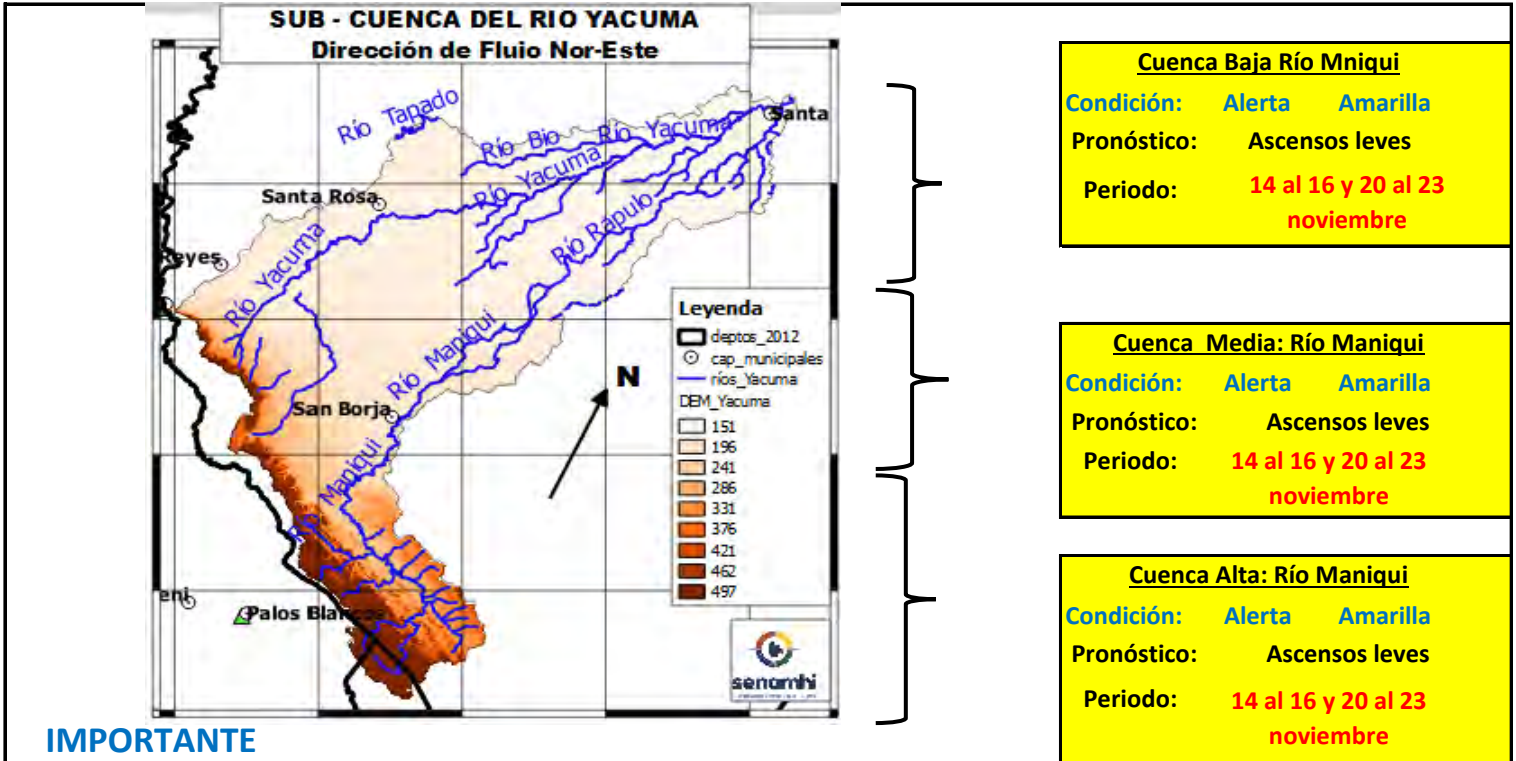 SUB - CUENCA DEL RIO YACUMA
Dirección de Flujo Nor-Este
Río Tapado
Río Bio
Río Yacuma
Santa
Río Yacuma
Santa Rosa
Río Rapulo
Reyes
Río Yacuma
Río Maniqui
San Borja
Río Maniqui
eni
Palos Blancos
N
Leyenda
deptos_2012
cap_municipales
ríos_Yacuma
DEM_Yacuma
151
196
241
286
331
376
421
462
497
senamhi
Cuenca Baja Río Mniqui
Condición: Alerta Amarilla
Pronóstico: Ascensos leves
Periodo: 14 al 16 y 20 al 23
noviembre
Cuenca Media: Río Maniqui
Condición: Alerta Amarilla
Pronóstico: Ascensos leves
Periodo: 14 al 16 y 20 al 23
noviembre
Cuenca Alta: Río Maniqui
Condición: Alerta Amarilla
Pronóstico: Ascensos leves
Periodo: 14 al 16 y 20 al 23
noviembre
IMPORTANTE